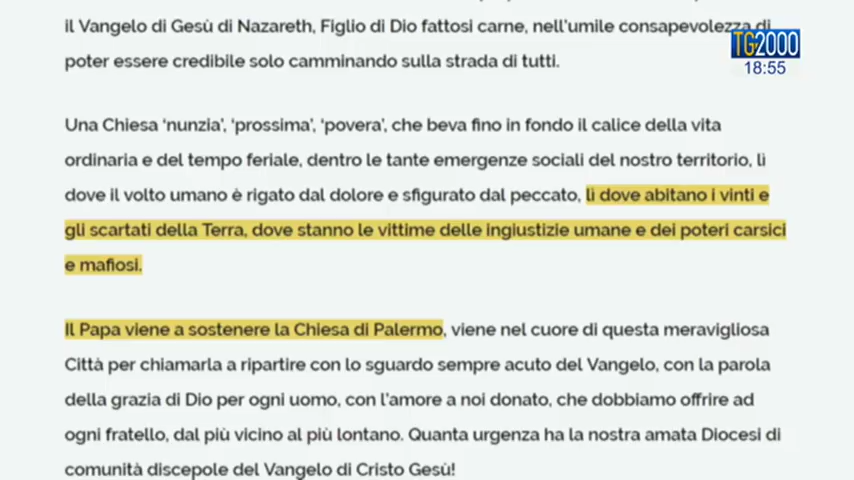 il Vangelo di Gesù di Nazareth, Figlio di Dio fattosi carne, nell'umile consapevolezza di
poter essere credibile solo camminando sulla strada di tutti.
TG2000
18:55
Una Chiesa 'nunzia', 'prossima', 'povera', che beva fino in fondo il calice della vita
ordinaria e del tempo feriale, dentro le tante emergenze sociali del nostro territorio, lì
dove il volto umano è rigato dal dolore e sfigurato dal peccato, lì dove abitano i vinti e
gli scartati della Terra, dove stanno le vittime delle ingiustizie umane e dei poteri carsici
e mafiosi.
Il Papa viene a sostenere la Chiesa di Palermo, viene nel cuore di questa meravigliosa
Città per chiamarla a ripartire con lo sguardo sempre acuto del Vangelo, con la parola
della grazia di Dio per ogni uomo, con l'amore a noi donato, che dobbiamo offrire ad
ogni fratello, dal più vicino al più lontano. Quanta urgenza ha la nostra amata Diocesi di
comunità discepole del Vangelo di Cristo Gesù!